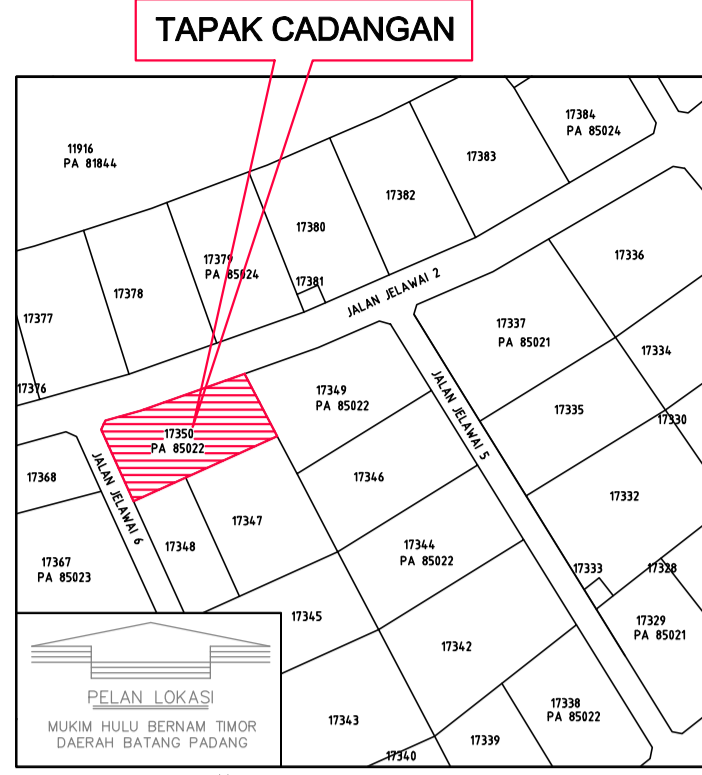 TAPAK CADANGAN
11916
PA 81844
17384
PA 85024
17383
17382
17380
17379
PA 85024
17381
17378
17377
17376
JALAN JELAWAI 2
17336
17337
PA 85021
17334
17335
17330
17349
PA 85022
JALAN JELAWAI 5
17350
PA 85022
17346
17332
17368
JALAN JELAWAI 6
17347
17348
17344
PA 85022
17333
17328
17367
PA 85023
17345
17329
PA 85021
17342
17338
PA 85022
17343
17339
17340
PELAN LOKASI
MUKIM HULU BERNAM TIMOR
DAERAH BATANG PADANG